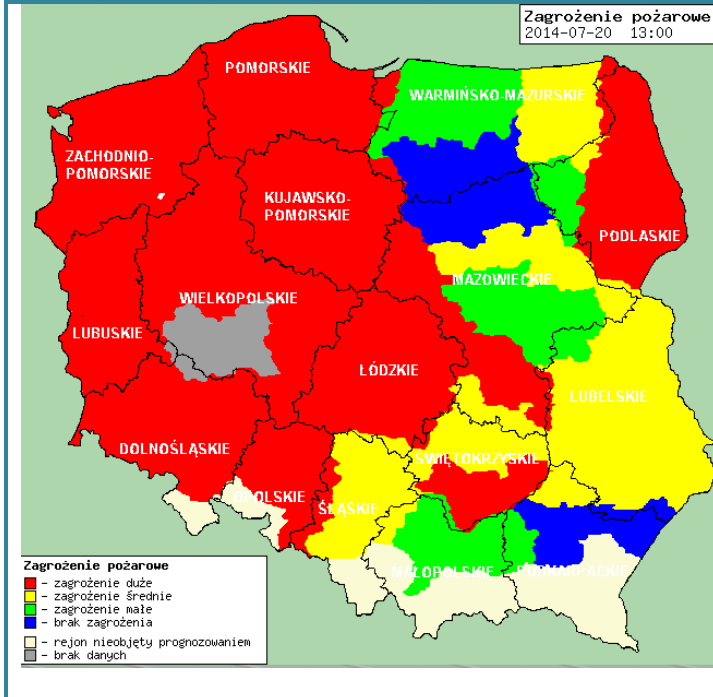 Zagrożenie pożarowe
2014-07-20 13:00
POMORSKIE
WARMIŃSKO-MAZURSKIE
ZACHODNIO-
POMORSKIE
KUJAWSKO-
POMORSKIE
PODLASKIE
MAZOWIECKIE
WIELKOPOLSKIE
LUBUSKIE
ŁÓDZKIE
LUBELSKIE
DOLNOŚLĄSKIE
ŚWIĘTOKRZYSKIE
OPOLSKIE
ŚLĄSKIE
MAŁOPOLSKIE
PODKARPACKIE
Zagrożenie pożarowe
- zagrożenie duże
- zagrożenie średnie
- zagrożenie małe
- brak zagrożenia
- rejon nieobjęty prognozowaniem
- brak danych